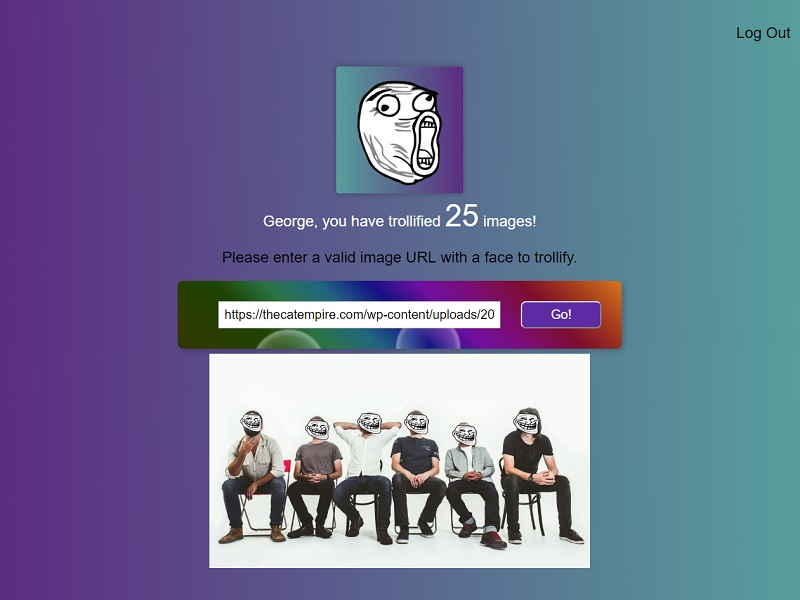 Log Out
George, you have trollified 25 images!
Please enter a valid image URL with a face to trollify.
https://thecatempire.com/wp-content/uploads/20
Go!